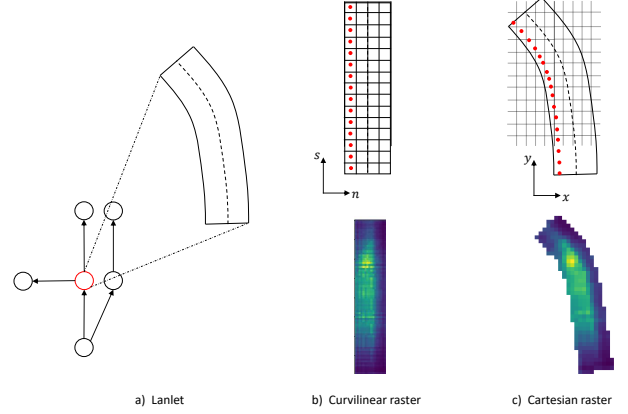 s
n
y
x
a) Lanlet
b) Curvilinear raster
c) Cartesian raster